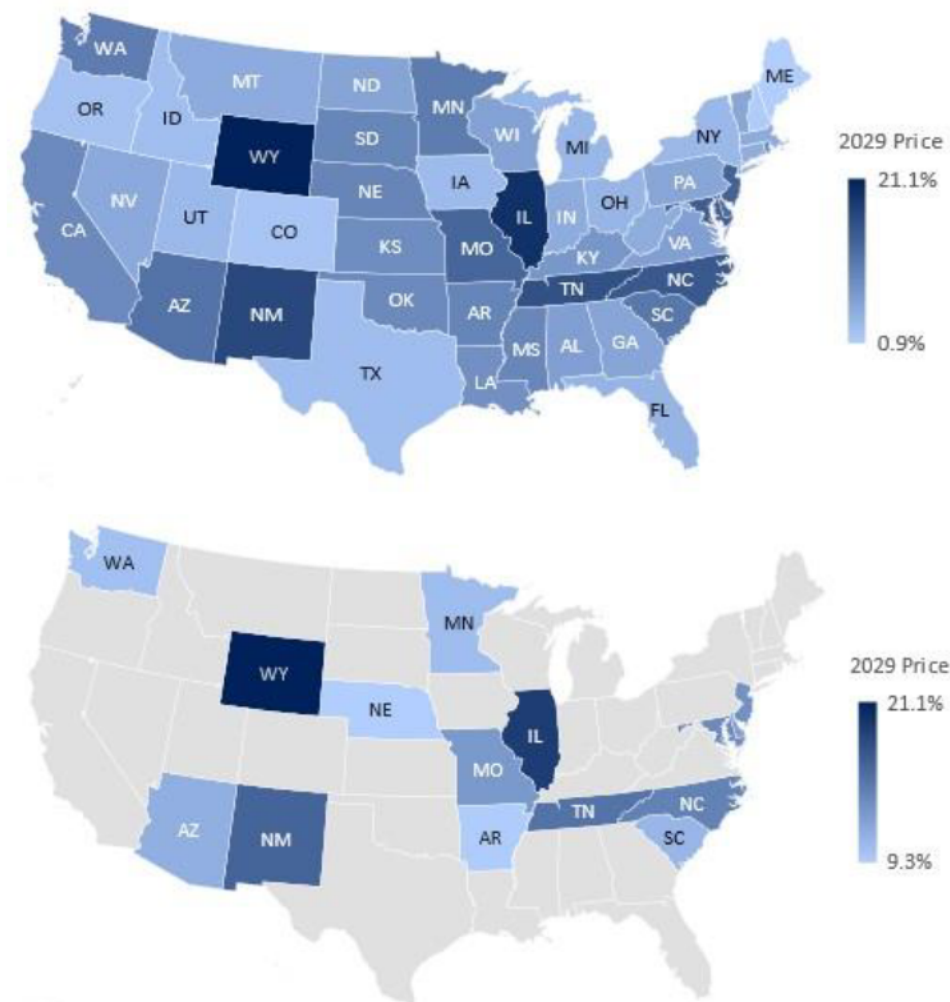 WA
MT
ND
MN
ME
OR
ID
WY
SD
WI
MI
NY
2029 Price
21.1%
NV
UT
CO
NE
IA
IL
IN
OH
PA
CA
KS
MO
KY
VA
AZ
NM
OK
AR
TN
NC
SC
TX
LA
MS
AL
GA
FL
0.9%
WA
MN
WY
NE
IL
2029 Price
21.1%
MO
AZ
NM
AR
TN
NC
SC
9.3%